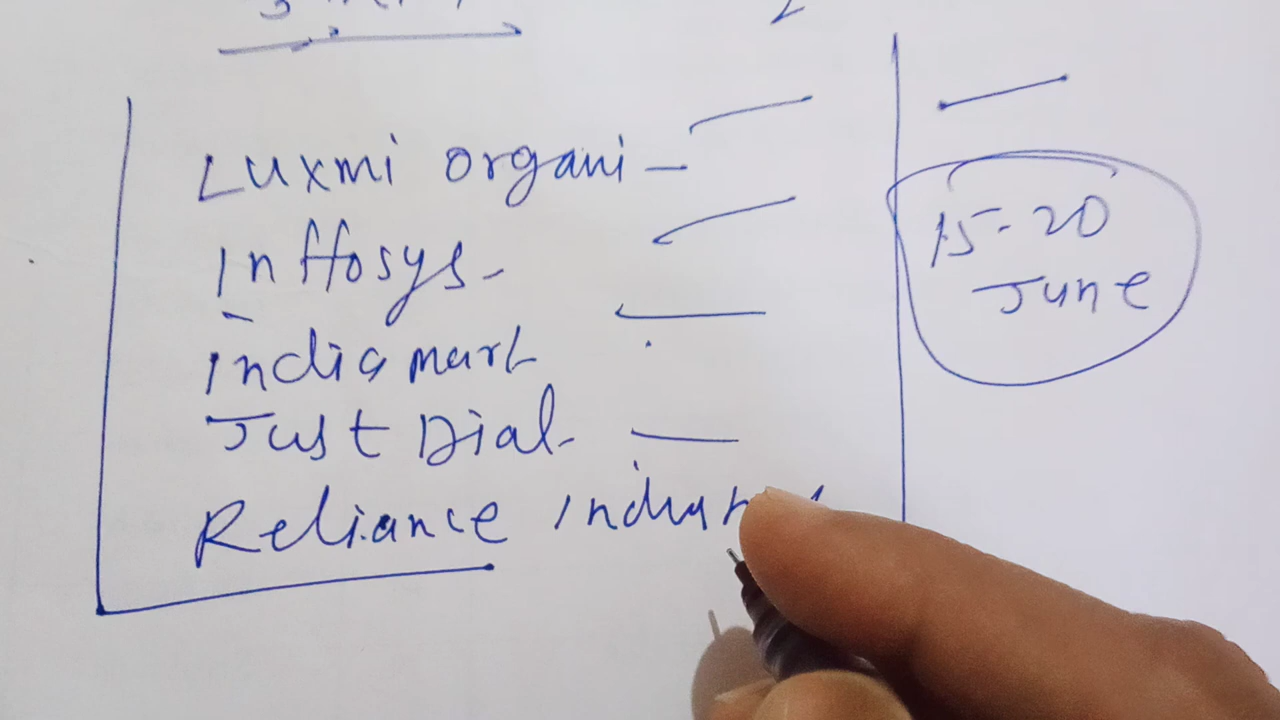 Luxmi organi -
Inffosys -
Indiamart
Just Dial -
Reliance
15-20
June